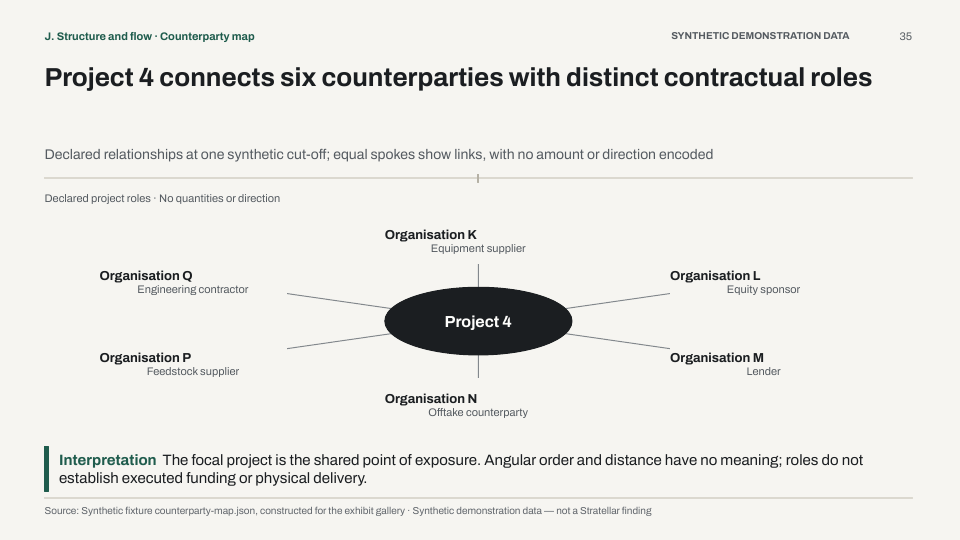 J. Structure and flow · Counterparty map
SYNTHETIC DEMONSTRATION DATA
35
Project 4 connects six counterparties with distinct contractual roles
Declared relationships at one synthetic cut-off; equal spokes show links, with no amount or direction encoded
Declared project roles · No quantities or direction
Organisation K
Equipment supplier
Organisation Q
Engineering contractor
Organisation L
Equity sponsor
Project 4
Organisation P
Feedstock supplier
Organisation M
Lender
Organisation N
Offtake counterparty
Interpretation The focal project is the shared point of exposure. Angular order and distance have no meaning; roles do not
establish executed funding or physical delivery.
Source: Synthetic fixture counterparty-map.json, constructed for the exhibit gallery · Synthetic demonstration data — not a Stratellar finding